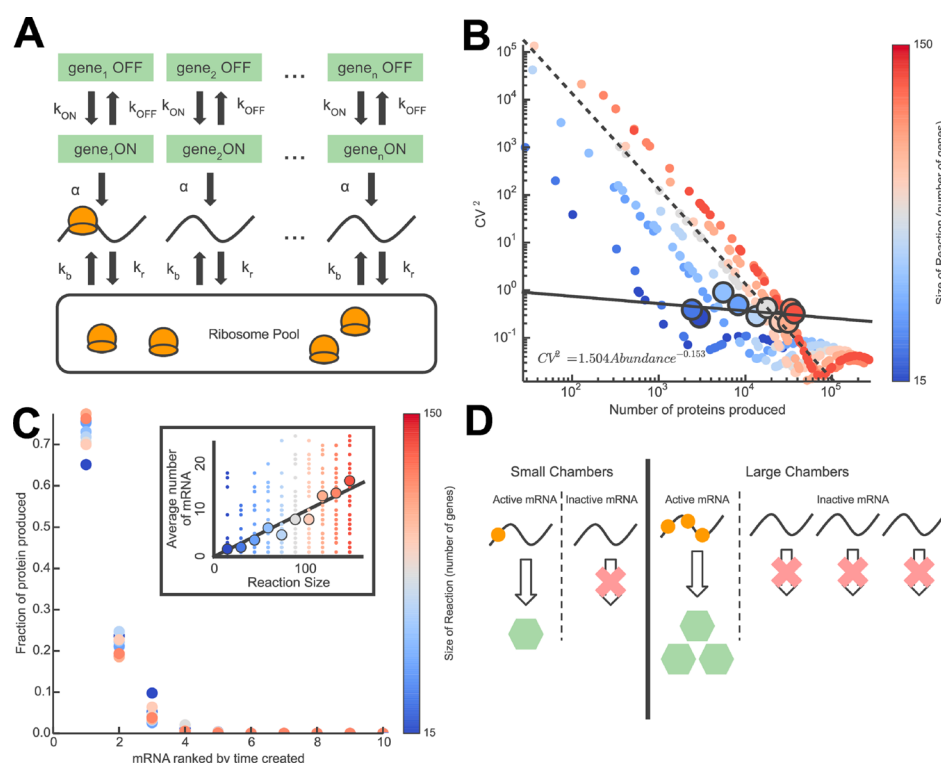 A
gene1 OFF gene2 OFF ... genen OFF
kON kOFF kON kOFF kON kOFF
gene1ON gene2ON ... genenON
α α α
...
kb kr kb kr kb kr
Ribosome Pool
B
10^5
10^4
10^3
10^2
10^1
10^0
10^-1
CV^2
CV^2 =1.504Abundance^-0.153
10^2 10^3 10^4 10^5
Number of proteins produced
150
15
Size of Reaction (number of genes)
C
0.7
0.6
0.5
0.4
0.3
0.2
0.1
0.0
Fraction of protein produced
0 2 4 6 8 10
mRNA ranked by time created
20
10
0
Average number
of mRNA
0 100
Reaction Size
150
15
Size of Reaction (number of genes)
D
Small Chambers Large Chambers
Active mRNA Inactive mRNA Active mRNA Inactive mRNA